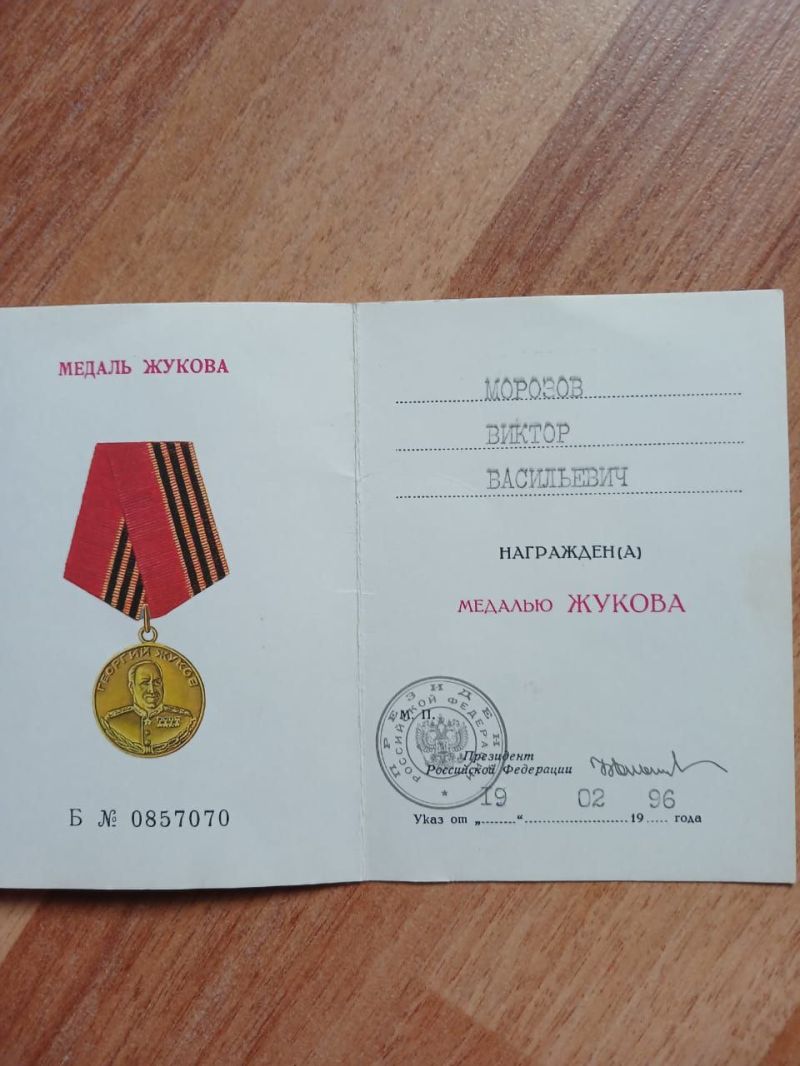 МЕДАЛЬ ЖУКОВА
ГЕОРГИЙ ЖУКОВ
Б № 0857070
МОРОЗОВ
ВИКТОР
ВАСИЛЬЕВИЧ
НАГРАЖДЕН(А)
МЕДАЛЬЮ ЖУКОВА
ПРЕЗИДЕНТ
РОССИЙСКОЙ ФЕДЕРАЦИИ
М. П.
Президент
Российской Федерации
19 02 96
Указ от „........“ ........................ 19 ..... года